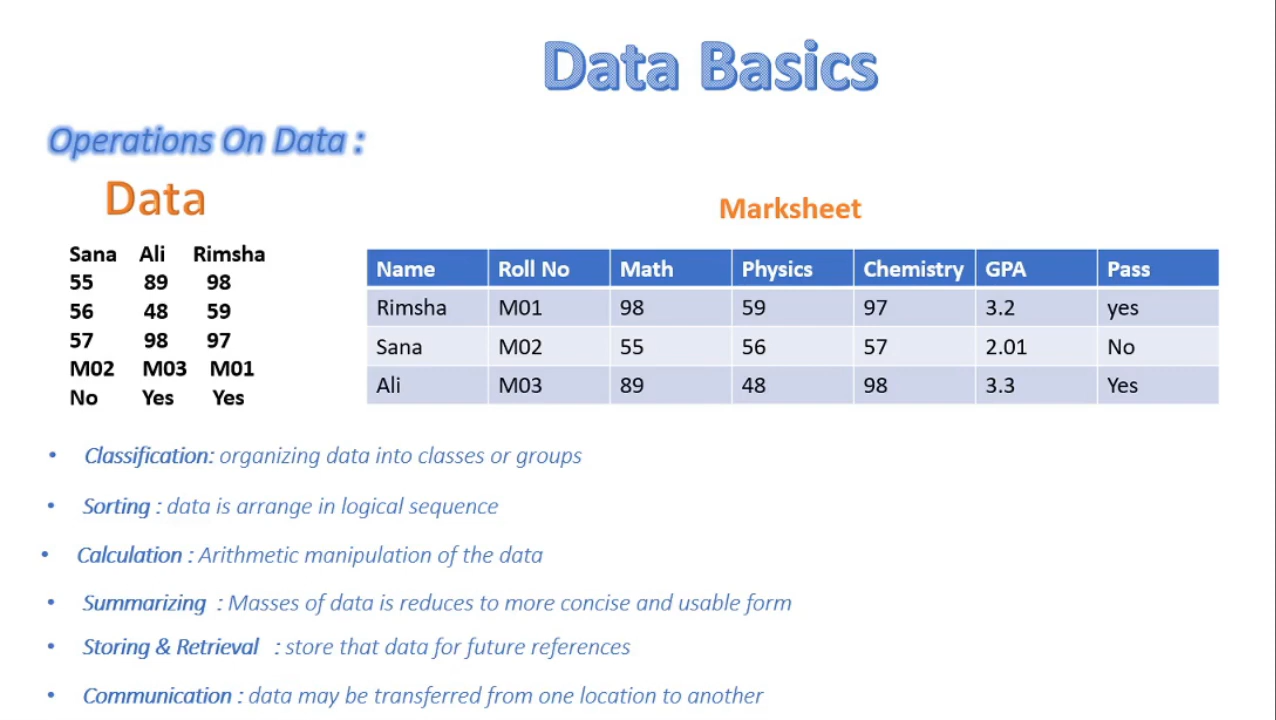 Data Basics
Operations On Data :
Data
Sana Ali Rimsha
55 89 98
56 48 59
57 98 97
M02 M03 M01
No Yes Yes
Marksheet
Name Roll No Math Physics Chemistry GPA Pass
Rimsha M01 98 59 97 3.2 yes
Sana M02 55 56 57 2.01 No
Ali M03 89 48 98 3.3 Yes
• Classification: organizing data into classes or groups
• Sorting : data is arrange in logical sequence
• Calculation : Arithmetic manipulation of the data
• Summarizing : Masses of data is reduces to more concise and usable form
• Storing & Retrieval : store that data for future references
• Communication : data may be transferred from one location to another